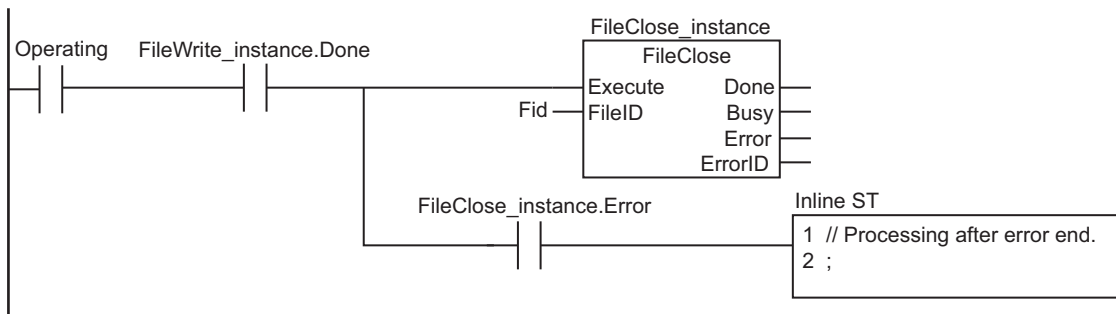 FileClose_instance
Operating FileWrite_instance.Done FileClose
Execute Done
Fid FileID Busy
Error
ErrorID
FileClose_instance.Error Inline ST
1 // Processing after error end.
2 ;